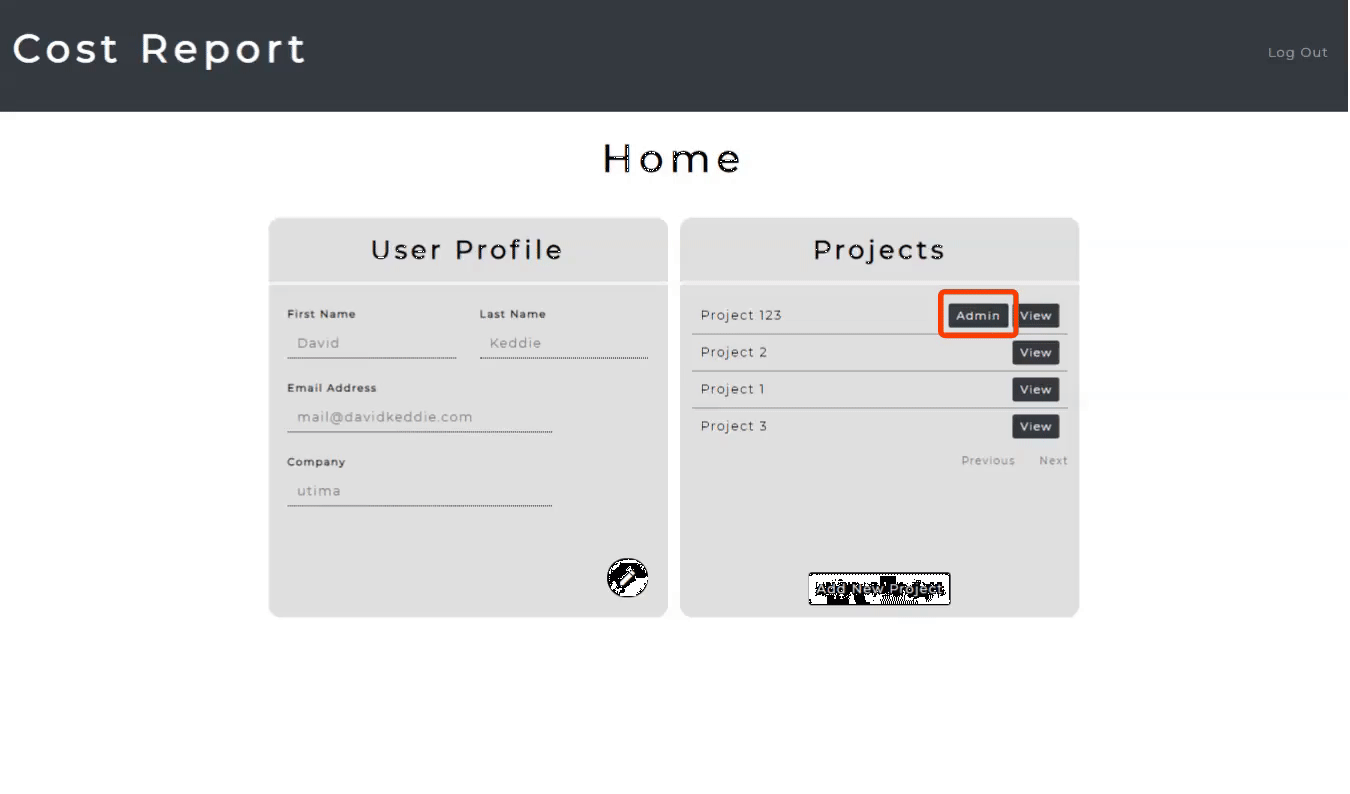 Cost Report
Log Out
Home
User Profile
First Name
Last Name
David
Keddie
Email Address
mail@davidkeddie.com
Company
utima
Projects
Project 123
Admin
View
Project 2
View
Project 1
View
Project 3
View
Previous
Next
Add New Project